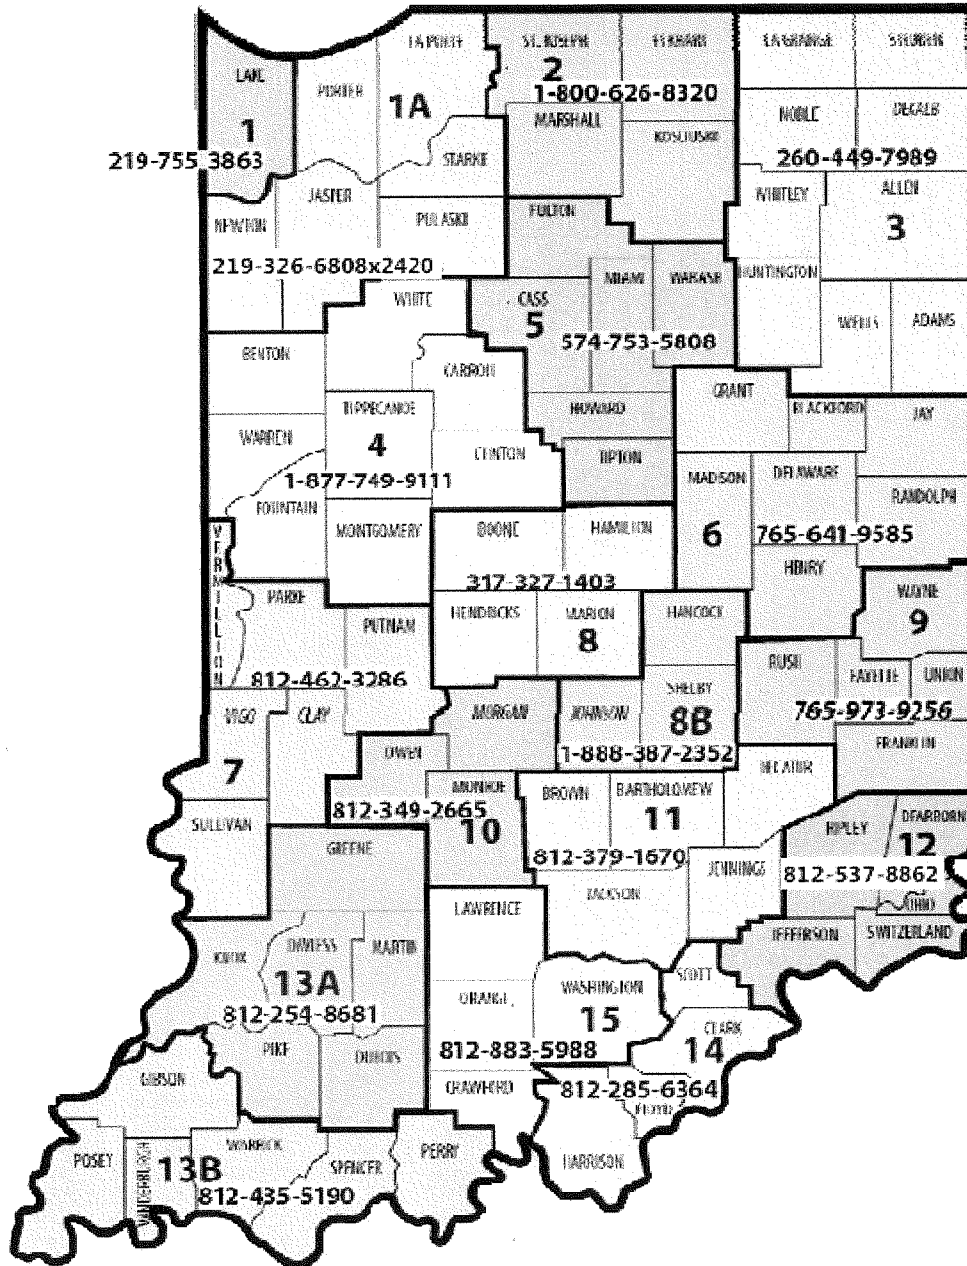 LAPORTE
ST. JOSEPH
ELKHART
LAGRANGE
STEUBEN
LAKE
PORTER
1A
2
1-800-626-8320
NOBLE
DEKALB
1
MARSHALL
KOSCIUSKO
219-755 3863
STARKE
260-449-7989
JASPER
WHITLEY
ALLEN
NEWTON
PULASKI
FULTON
3
219-326-6808x2420
MIAMI
WABASH
HUNTINGTON
WHITE
CASS
5
574-753-5808
WELLS
ADAMS
BENTON
CARROLL
GRANT
TIPPECANOE
HOWARD
BLACKFORD
JAY
WARREN
4
CLINTON
TIPTON
MADISON
DELAWARE
1-877-749-9111
RANDOLPH
FOUNTAIN
MONTGOMERY
BOONE
HAMILTON
6
765-641-9585
VERMILLION
317-327-1403
HENRY
PARKE
HENDRICKS
MARION
HANCOCK
WAYNE
PUTNAM
8
9
812-462-3286
RUSH
FAYETTE
UNION
VIGO
CLAY
MORGAN
JOHNSON
SHELBY
8B
765-973-9256
OWEN
1-888-387-2352
FRANKLIN
7
MONROE
BROWN
BARTHOLOMEW
DECATUR
812-349-2665
10
11
SULLIVAN
RIPLEY
DEARBORN
GREENE
812-379-1670
12
JENNINGS
812-537-8862
JACKSON
OHIO
LAWRENCE
JEFFERSON
SWITZERLAND
KNOX
DAVIESS
MARTIN
13A
SCOTT
ORANGE
WASHINGTON
812-254-8681
15
CLARK
PIKE
DUBOIS
812-883-5988
14
GIBSON
CRAWFORD
812-285-6364
FLOYD
POSEY
VANDERBURGH
WARRICK
PERRY
13B
SPENCER
HARRISON
812-435-5190